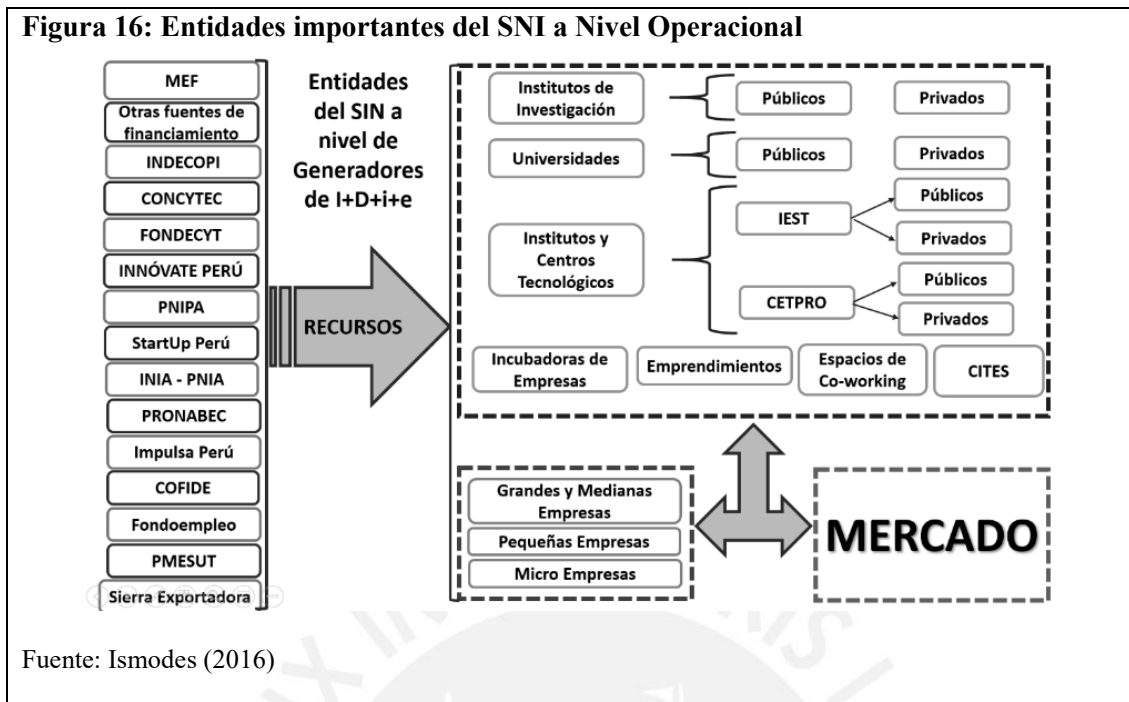 Figura 16: Entidades importantes del SNI a Nivel Operacional
MEF
Otras fuentes de
financiamiento
INDECOPI
CONCYTEC
FONDECYT
INNÓVATE PERÚ
PNIPA
StartUp Perú
INIA - PNIA
PRONABEC
Impulsa Perú
COFIDE
Fondoempleo
PMESUT
Sierra Exportadora
Entidades
del SIN a
nivel de
Generadores
de I+D+i+e
RECURSOS
Institutos de
Investigación
Públicos
Privados
Universidades
Públicos
Privados
Institutos y
Centros
Tecnológicos
IEST
Públicos
Privados
CETPRO
Públicos
Privados
Incubadoras de
Empresas
Emprendimientos
Espacios de
Co-working
CITES
Grandes y Medianas
Empresas
Pequeñas Empresas
Micro Empresas
MERCADO
Fuente: Ismodes (2016)